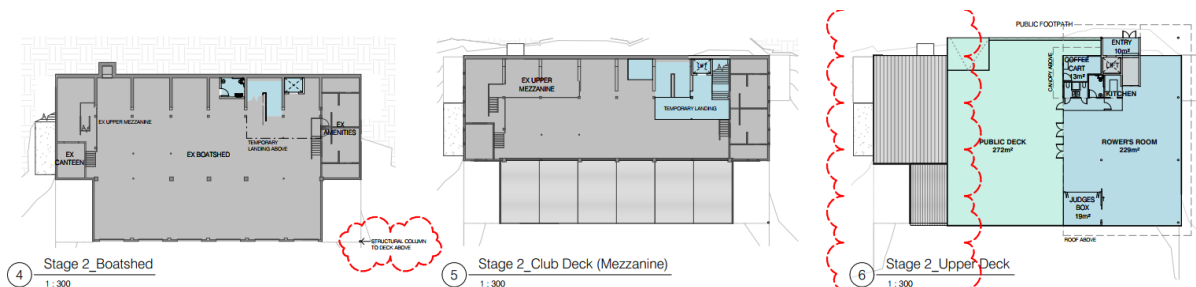 EX UPPER MEZZANINE
EX
CANTEEN
EX BOATSHED
TEMPORARY
LANDING ABOVE
EX
AMENITIES
STRUCTURAL COLUMN
TO DECK ABOVE
4
Stage 2_Boatshed
1 : 300
EX UPPER
MEZZANINE
TEMPORARY LANDING
5
Stage 2_Club Deck (Mezzanine)
1 : 300
PUBLIC FOOTPATH
ENTRY
10m²
COFFEE
CART
13m²
CANOPY ABOVE
LIFT
KITCHEN
PUBLIC DECK
272m²
ROWER'S ROOM
229m²
JUDGES
BOX
19m²
ROOF ABOVE
6
Stage 2_Upper Deck
1 : 300